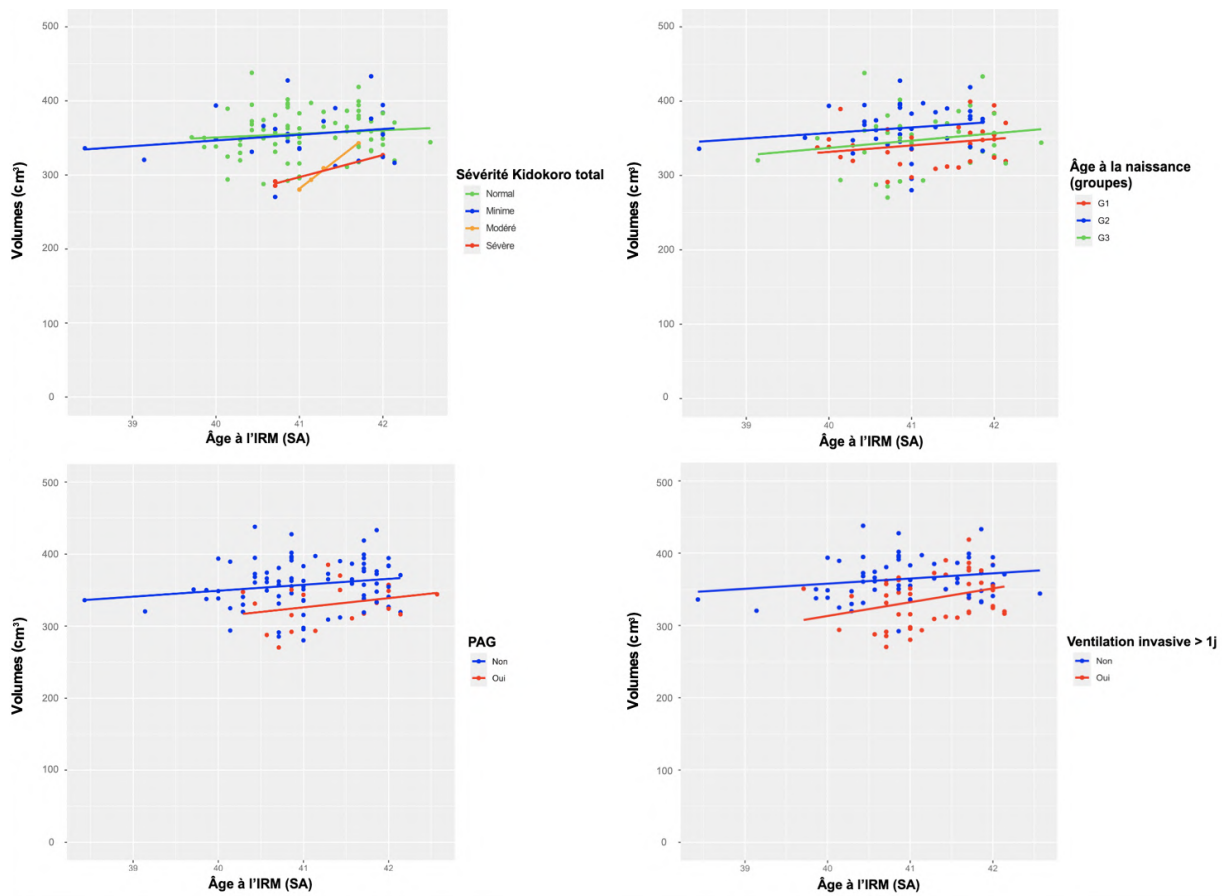 500
400
300
200
100
0
Volumes (cm³)
39
40
41
42
Âge à l'IRM (SA)
Sévérité Kidokoro total
Normal
Minime
Modéré
Sévère
500
400
300
200
100
0
Volumes (cm³)
39
40
41
42
Âge à l'IRM (SA)
Âge à la naissance
(groupes)
G1
G2
G3
500
400
300
200
100
0
Volumes (cm³)
39
40
41
42
Âge à l'IRM (SA)
PAG
Non
Oui
500
400
300
200
100
0
Volumes (cm³)
39
40
41
42
Âge à l'IRM (SA)
Ventilation invasive > 1j
Non
Oui